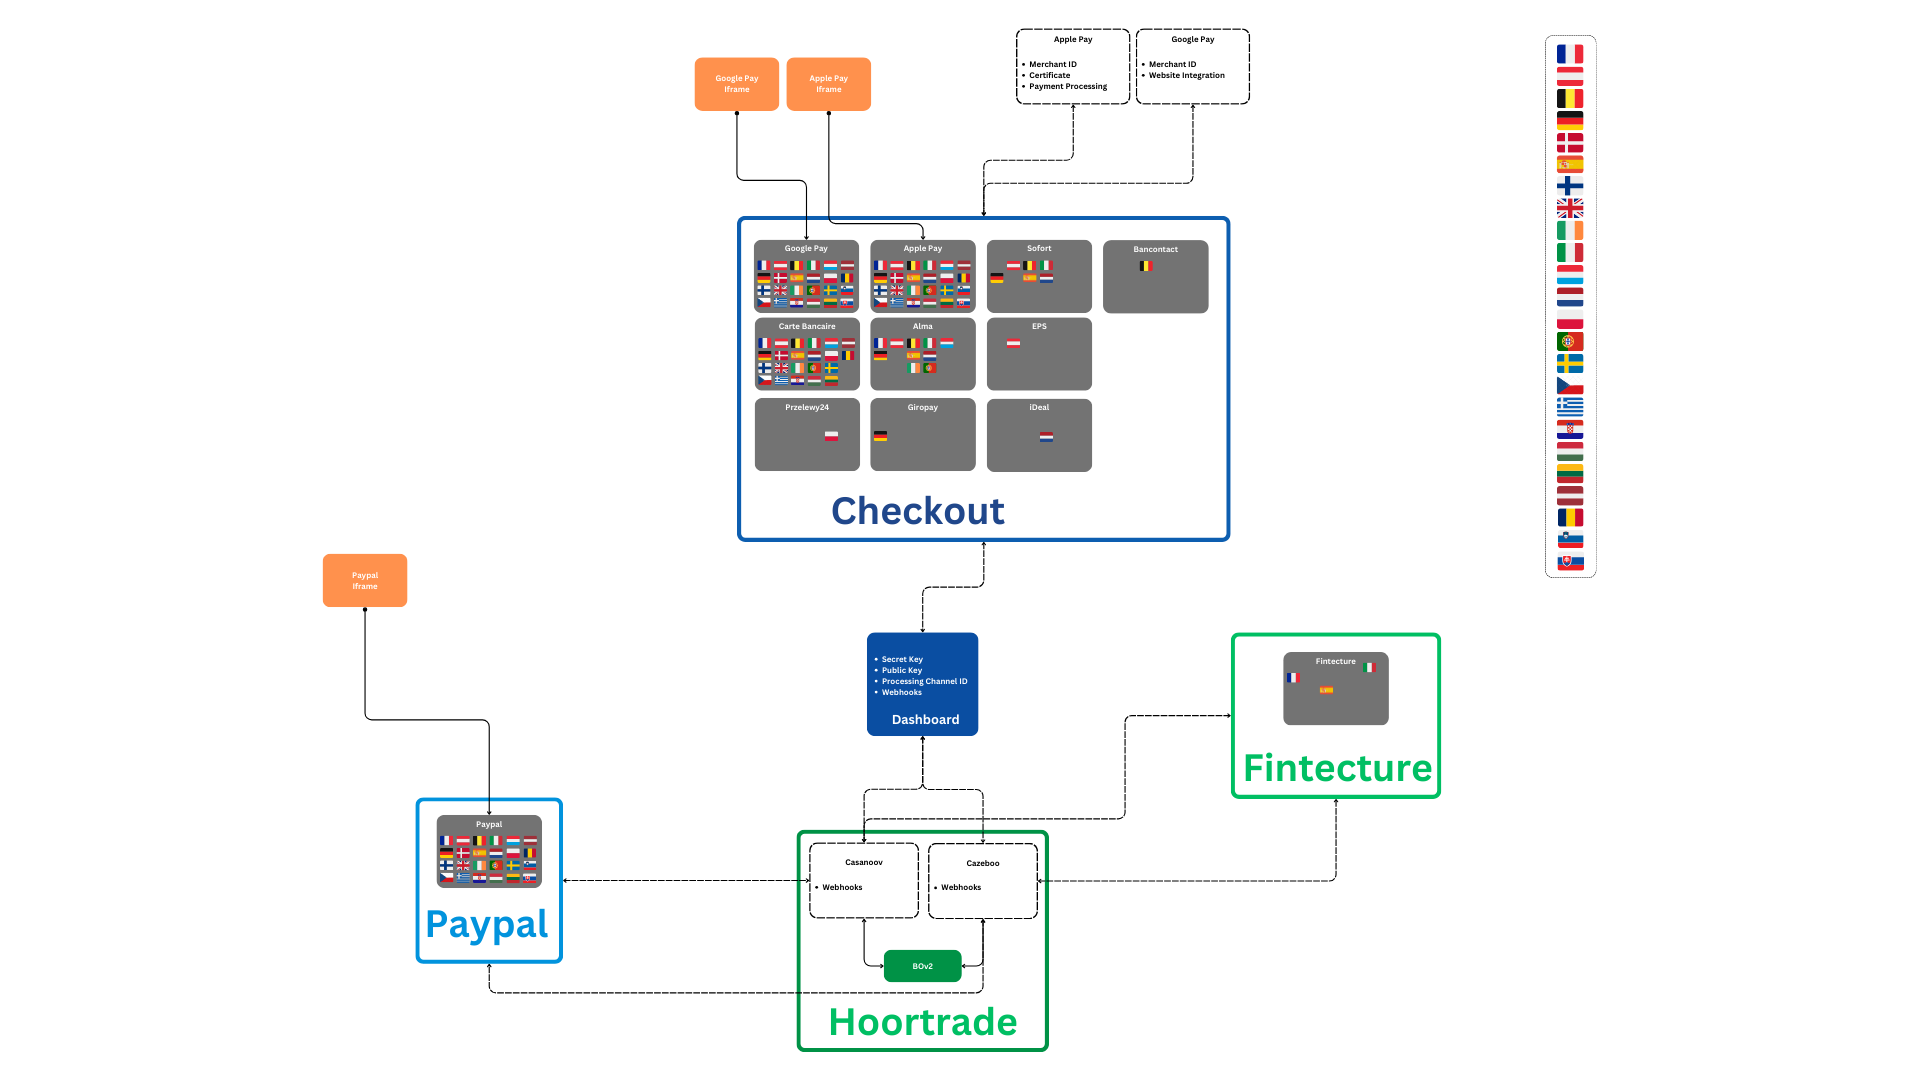 Apple Pay
Merchant ID
Certificate
Payment Processing
Google Pay
Merchant ID
Website Integration
Google Pay
Iframe
Apple Pay
Iframe
Google Pay
Apple Pay
Sofort
Bancontact
Carte Bancaire
Alma
EPS
Przelewy24
Giropay
iDeal
Checkout
Paypal
Iframe
Secret Key
Public Key
Processing Channel ID
Webhooks
Dashboard
Fintecture
Fintecture
Paypal
Paypal
Casanoov
Webhooks
Cazeboo
Webhooks
BOv2
Hoortrade